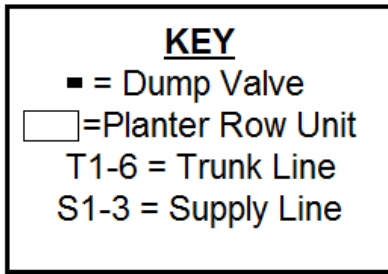 KEY
= Dump Valve
=Planter Row Unit
T1-6 = Trunk Line
S1-3 = Supply Line